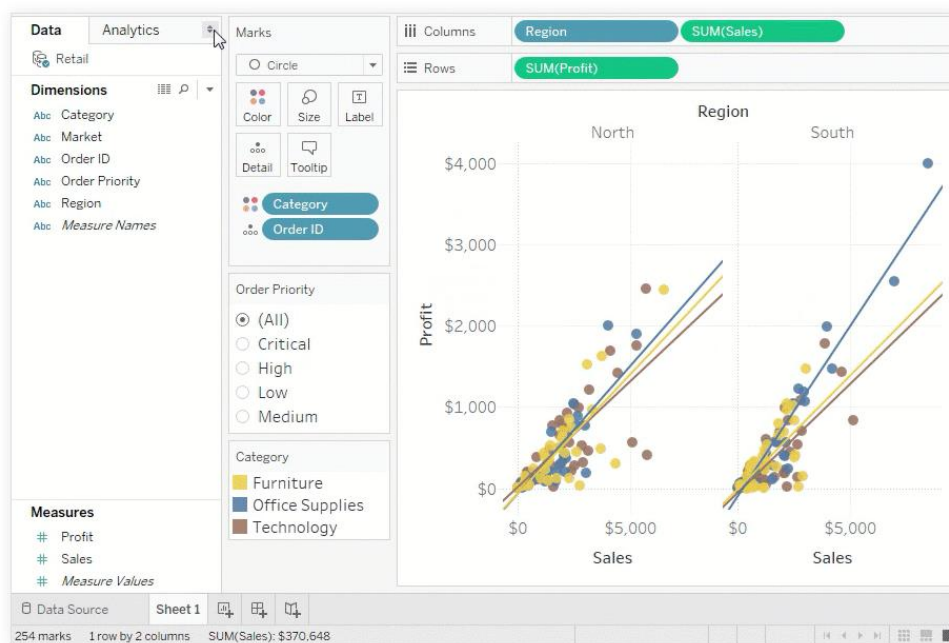 Data Analytics
Retail
Dimensions
Abc Category
Abc Market
Abc Order ID
Abc Order Priority
Abc Region
Abc Measure Names
Measures
# Profit
# Sales
# Measure Values
Marks
Circle
Color Size Label
Detail Tooltip
Category
Order ID
Order Priority
(All)
Critical
High
Low
Medium
Category
Furniture
Office Supplies
Technology
Columns Region SUM(Sales)
Rows SUM(Profit)
Region
North South
Profit
$4,000
$3,000
$2,000
$1,000
$0
$0 $5,000 $0 $5,000
Sales Sales
Data Source Sheet 1
254 marks 1 row by 2 columns SUM(Sales): $370,648